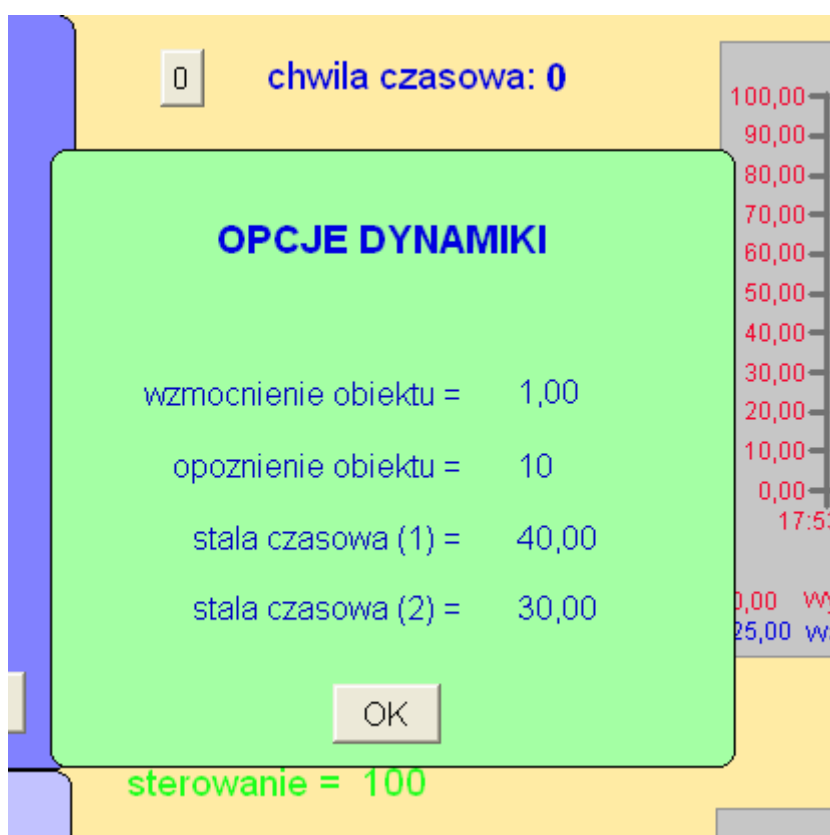 0
chwila czasowa: 0
OPCJE DYNAMIKI
wzmocnienie obiektu = 1,00
opoznienie obiektu = 10
stala czasowa (1) = 40,00
stala czasowa (2) = 30,00
OK
sterowanie = 100
100,00
90,00
80,00
70,00
60,00
50,00
40,00
30,00
20,00
10,00
0,00